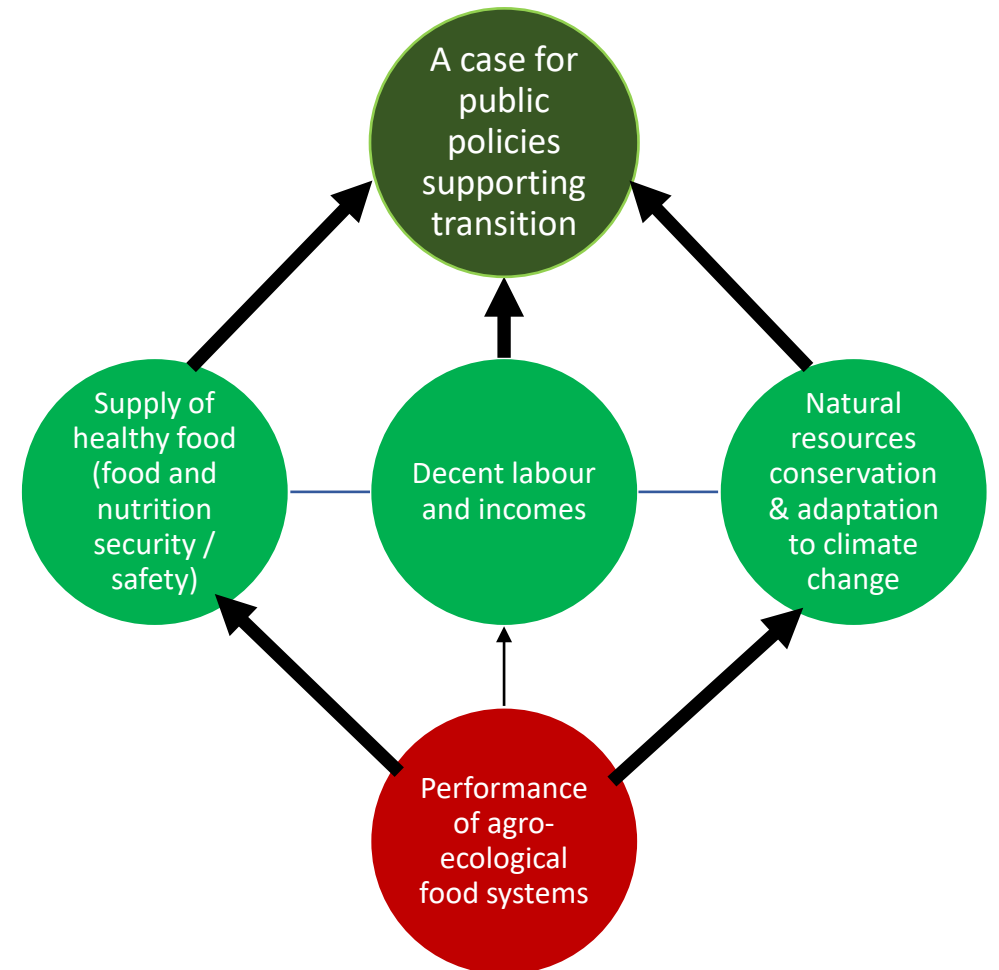 A case for
public
policies
supporting
transition
Supply of
healthy food
(food and
nutrition
security /
safety)
Decent labour
and incomes
Natural
resources
conservation
& adaptation
to climate
change
Performance
of agro-
ecological
food systems